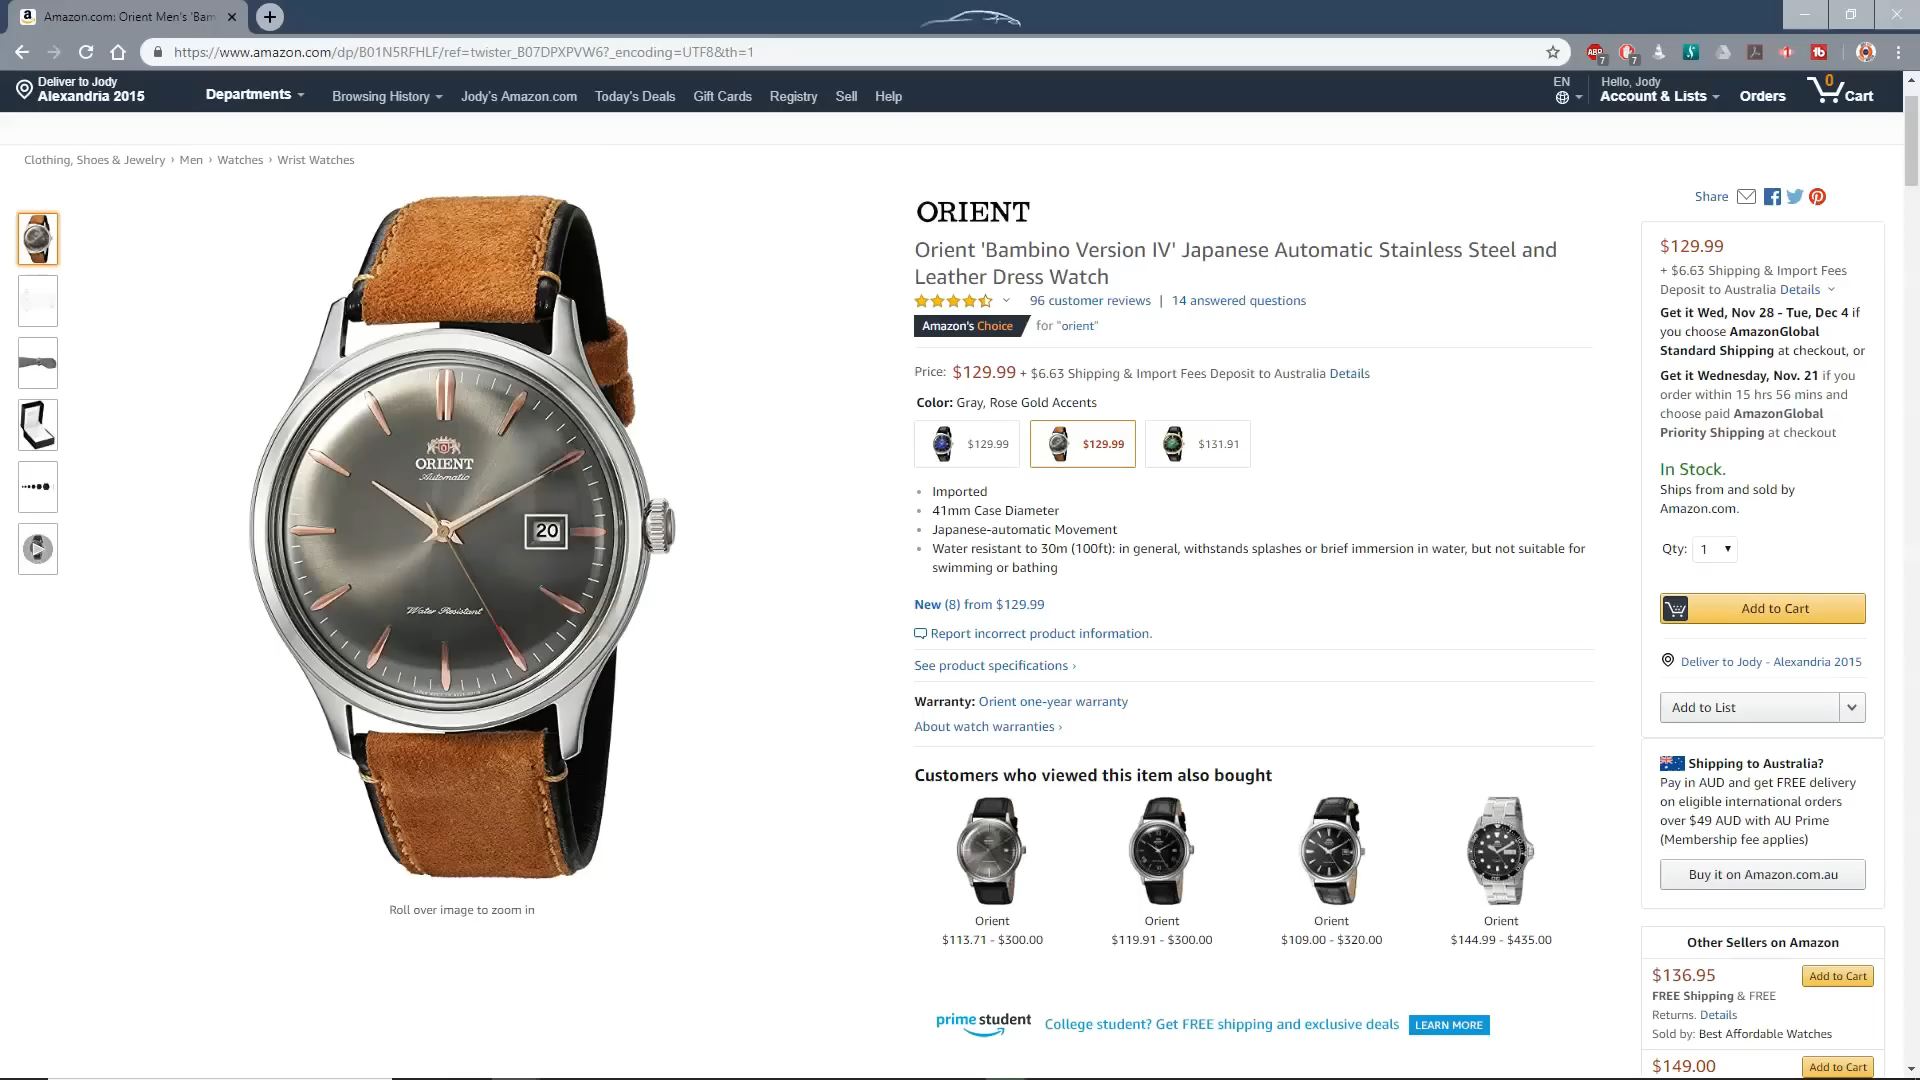 Amazon.com: Orient Men's 'Bam
https://www.amazon.com/dp/B01N5RFHLF/ref=twister_B07DPXPVW6?_encoding=UTF8&th=1
Deliver to Jody
Alexandria 2015
Departments
Browsing History
Jody's Amazon.com
Today's Deals
Gift Cards
Registry
Sell
Help
EN
Hello, Jody
Account & Lists
Orders
0
Cart
Clothing, Shoes & Jewelry › Men › Watches › Wrist Watches
ORIENT
Automatic
20
Water Resistant
Roll over image to zoom in
ORIENT
Orient 'Bambino Version IV' Japanese Automatic Stainless Steel and
Leather Dress Watch
96 customer reviews | 14 answered questions
Amazon's Choice for "orient"
Price: $129.99 + $6.63 Shipping & Import Fees Deposit to Australia Details
Color: Gray, Rose Gold Accents
$129.99
$129.99
$131.91
Imported
41mm Case Diameter
Japanese-automatic Movement
Water resistant to 30m (100ft): in general, withstands splashes or brief immersion in water, but not suitable for
swimming or bathing
New (8) from $129.99
Report incorrect product information.
See product specifications ›
Warranty: Orient one-year warranty
About watch warranties ›
Customers who viewed this item also bought
Orient
$113.71 - $300.00
Orient
$119.91 - $300.00
Orient
$109.00 - $320.00
Orient
$144.99 - $435.00
prime student
College student? Get FREE shipping and exclusive deals
LEARN MORE
Share
$129.99
+ $6.63 Shipping & Import Fees
Deposit to Australia Details
Get it Wed, Nov 28 - Tue, Dec 4 if
you choose AmazonGlobal
Standard Shipping at checkout, or
Get it Wednesday, Nov. 21 if you
order within 15 hrs 56 mins and
choose paid AmazonGlobal
Priority Shipping at checkout
In Stock.
Ships from and sold by
Amazon.com.
Qty: 1
Add to Cart
Deliver to Jody - Alexandria 2015
Add to List
Shipping to Australia?
Pay in AUD and get FREE delivery
on eligible international orders
over $49 AUD with AU Prime
(Membership fee applies)
Buy it on Amazon.com.au
Other Sellers on Amazon
$136.95
Add to Cart
FREE Shipping & FREE
Returns. Details
Sold by: Best Affordable Watches
$149.00
Add to Cart